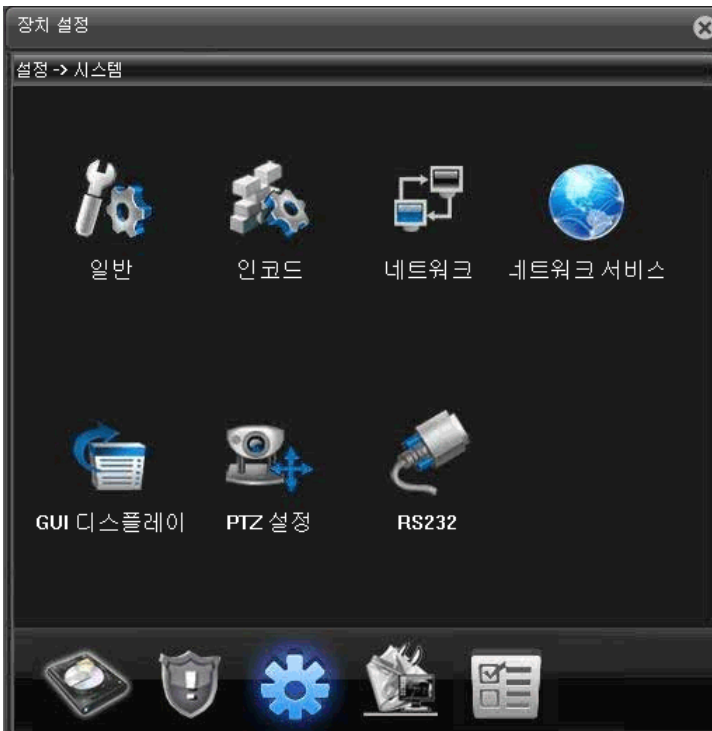 장치 설정
설정 -> 시스템
일반
인코드
네트워크
네트워크 서비스
GUI 디스플레이
PTZ 설정
RS232